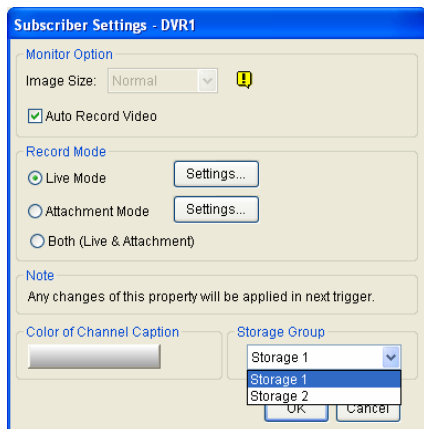 Subscriber Settings - DVR1
Monitor Option
Image Size: Normal
Auto Record Video
Record Mode
Live Mode Settings...
Attachment Mode Settings...
Both (Live & Attachment)
Note
Any changes of this property will be applied in next trigger.
Color of Channel Caption Storage Group
Storage 1
Storage 1
Storage 2
OK Cancel